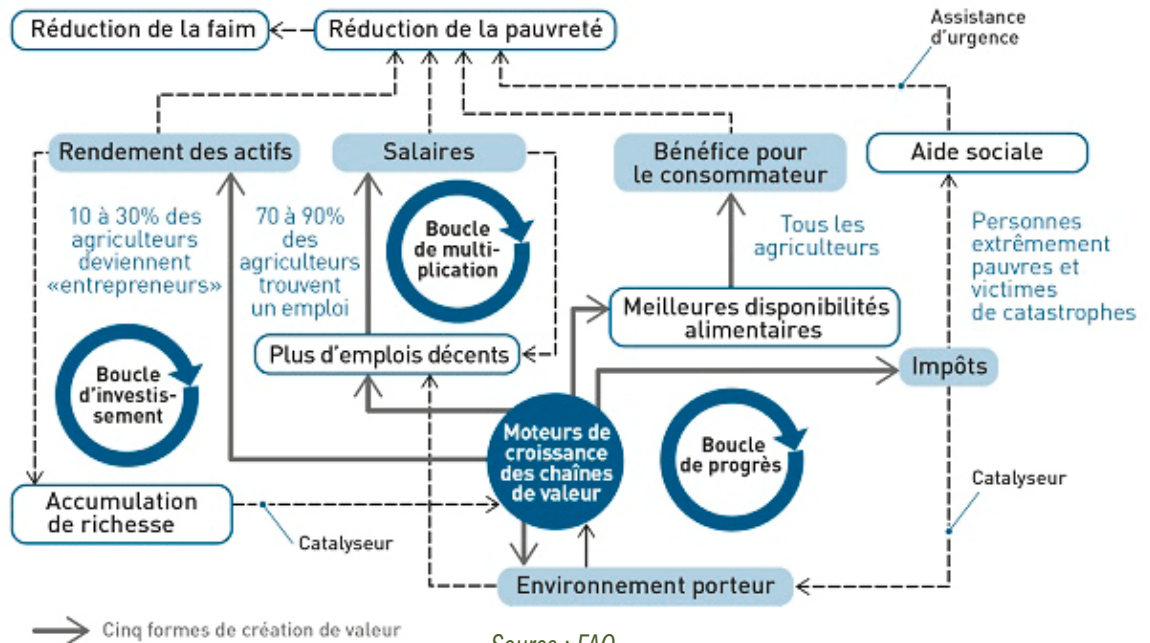 Réduction de la faim
Réduction de la pauvreté
Assistance
d'urgence
Rendement des actifs
Salaires
Bénéfice pour
le consommateur
Aide sociale
10 à 30% des
agriculteurs
deviennent
«entrepreneurs»
70 à 90%
des
agriculteurs
trouvent
un emploi
Boucle
de multi-
plication
Tous les
agriculteurs
Personnes
extrêmement
pauvres et
victimes
de catastrophes
Meilleures disponibilités
alimentaires
Plus d'emplois décents
Impôts
Boucle
d'investis-
sement
Moteurs de
croissance
des chaînes
de valeur
Boucle
de progrès
Accumulation
de richesse
Catalyseur
Catalyseur
Environnement porteur
Cinq formes de création de valeur
Source : FAO